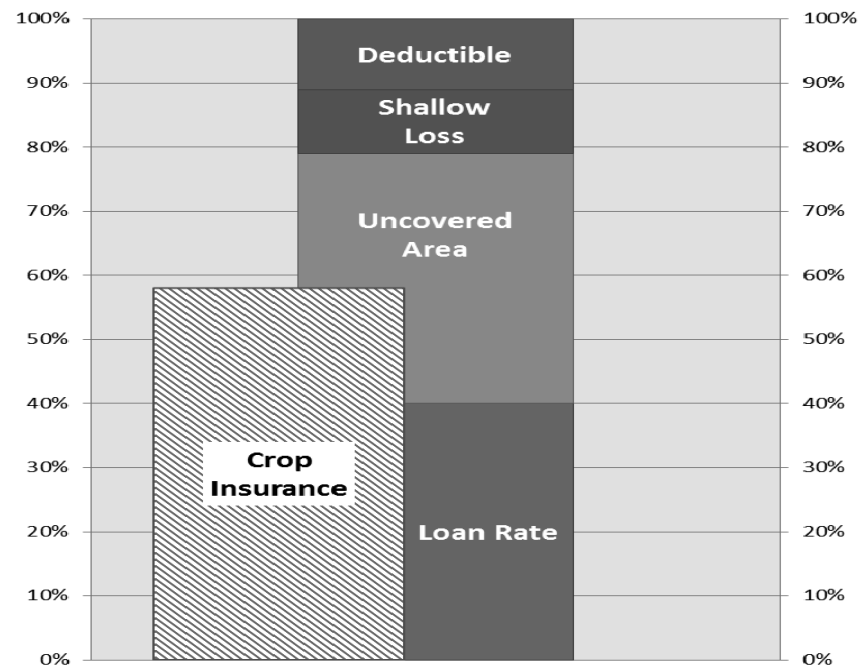 100% 100%
Deductible
90% 90%
Shallow
Loss
80% 80%
70% 70%
Uncovered
Area
60% 60%
50% 50%
40% 40%
Crop
30% 30%
Insurance
20% Loan Rate 20%
10% 10%
0% 0%